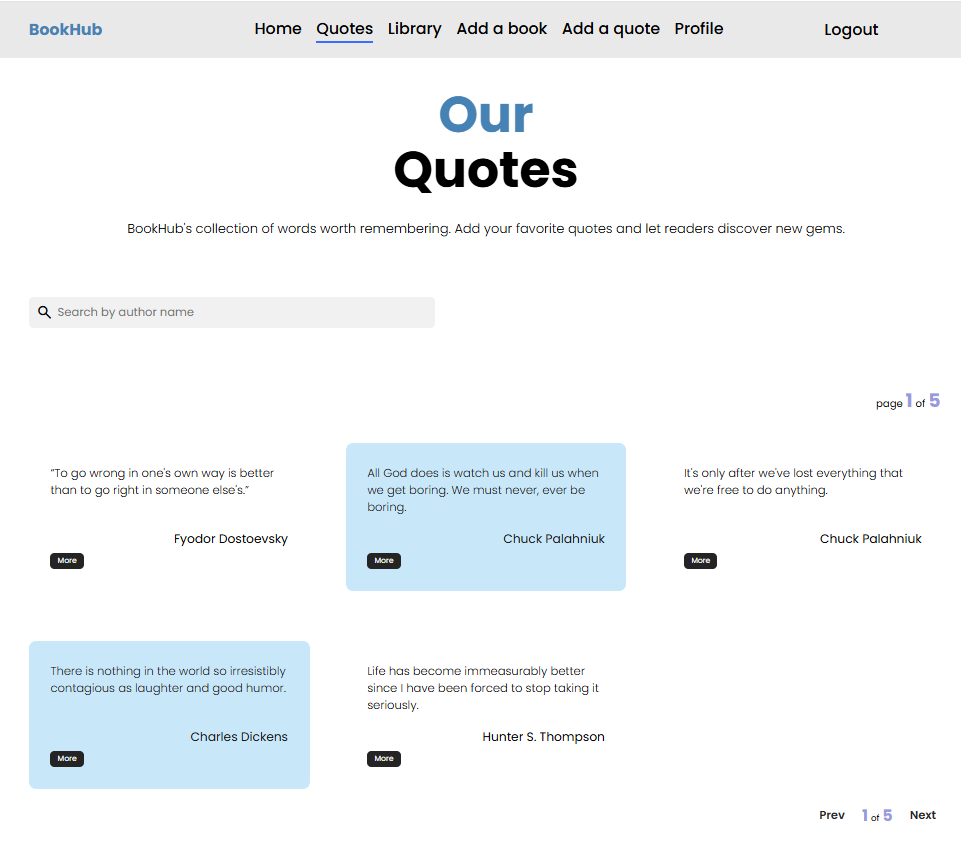 BookHub Home Quotes Library Add a book Add a quote Profile Logout
Our
Quotes
BookHub's collection of words worth remembering. Add your favorite quotes and let readers discover new gems.
Search by author name
page 1 of 5
“To go wrong in one's own way is better
than to go right in someone else's.”
Fyodor Dostoevsky
More
All God does is watch us and kill us when
we get boring. We must never, ever be
boring.
Chuck Palahniuk
More
It's only after we've lost everything that
we're free to do anything.
Chuck Palahniuk
More
There is nothing in the world so irresistibly
contagious as laughter and good humor.
Charles Dickens
More
Life has become immeasurably better
since I have been forced to stop taking it
seriously.
Hunter S. Thompson
More
Prev 1 of 5 Next